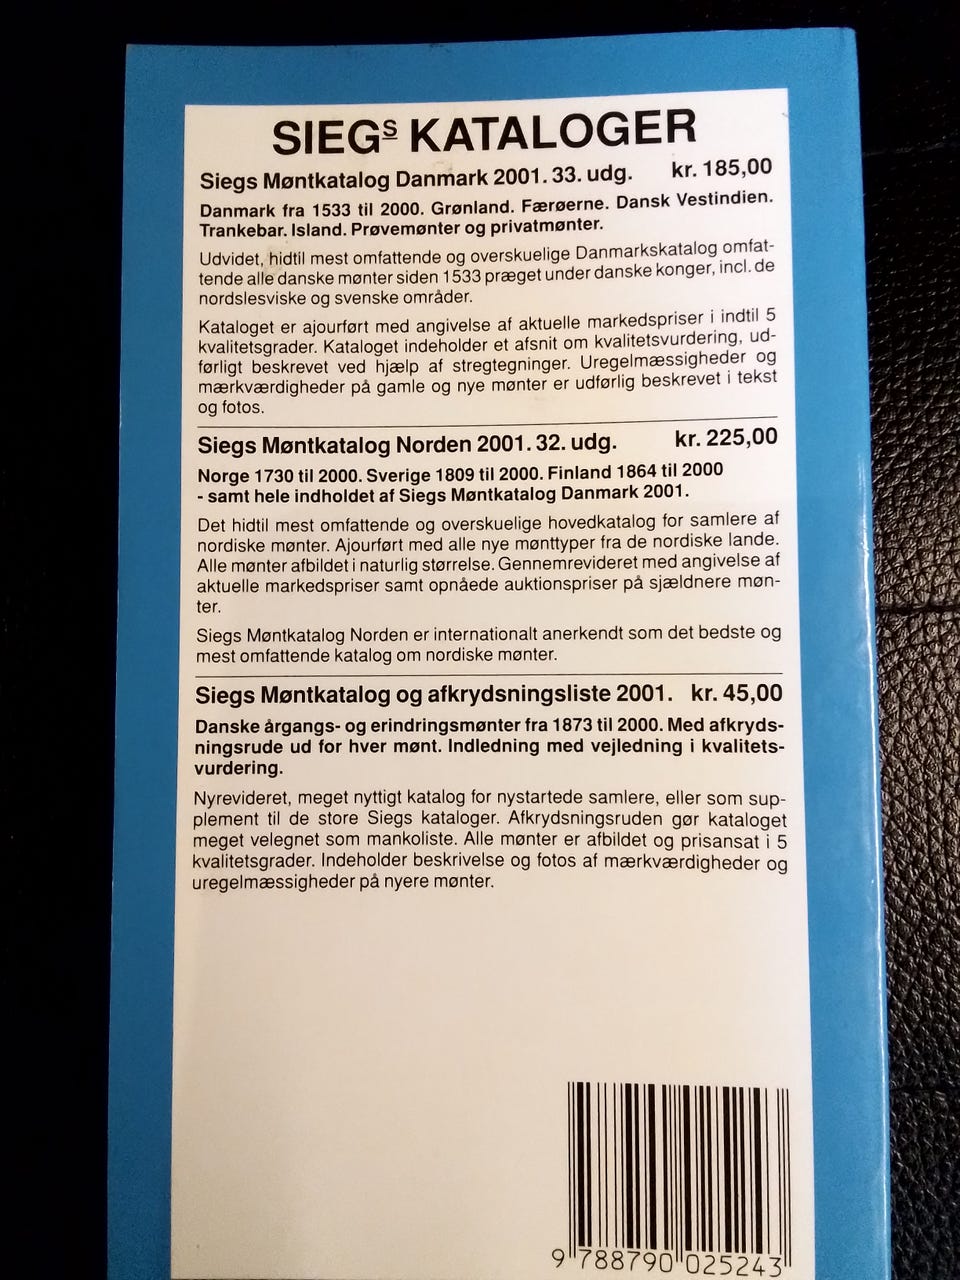 SIEGS KATALOGER
Siegs Møntkatalog Danmark 2001. 33. udg. kr. 185,00
Danmark fra 1533 til 2000. Grønland. Færøerne. Dansk Vestindien.
Trankebar. Island. Prøvemønter og privatmønter.
Udvidet, hidtil mest omfattende og overskuelige Danmarkskatalog omfat-
tende alle danske mønter siden 1533 præget under danske konger, incl. de
nordslesviske og svenske områder.
Kataloget er ajourført med angivelse af aktuelle markedspriser i indtil 5
kvalitetsgrader. Kataloget indeholder et afsnit om kvalitetsvurdering, ud-
førligt beskrevet ved hjælp af stregtegninger. Uregelmæssigheder og
mærkværdigheder på gamle og nye mønter er udførlig beskrevet i tekst
og fotos.
Siegs Møntkatalog Norden 2001. 32. udg. kr. 225,00
Norge 1730 til 2000. Sverige 1809 til 2000. Finland 1864 til 2000
- samt hele indholdet af Siegs Møntkatalog Danmark 2001.
Det hidtil mest omfattende og overskuelige hovedkatalog for samlere af
nordiske mønter. Ajourført med alle nye mønttyper fra de nordiske lande.
Alle mønter afbildet i naturlig størrelse. Gennemrevideret med angivelse af
aktuelle markedspriser samt opnåede auktionspriser på sjældnere møn-
ter.
Siegs Møntkatalog Norden er internationalt anerkendt som det bedste og
mest omfattende katalog om nordiske mønter.
Siegs Møntkatalog og afkrydsningsliste 2001. kr. 45,00
Danske årgangs- og erindringsmønter fra 1873 til 2000. Med afkryds-
ningsrude ud for hver mønt. Indledning med vejledning i kvalitets-
vurdering.
Nyrevideret, meget nyttigt katalog for nystartede samlere, eller som sup-
plement til de store Siegs kataloger. Afkrydsningsruden gør kataloget
meget velegnet som mankoliste. Alle mønter er afbildet og prisansat i 5
kvalitetsgrader. Indeholder beskrivelse og fotos af mærkværdigheder og
uregelmæssigheder på nyere mønter.
9 788790 025243